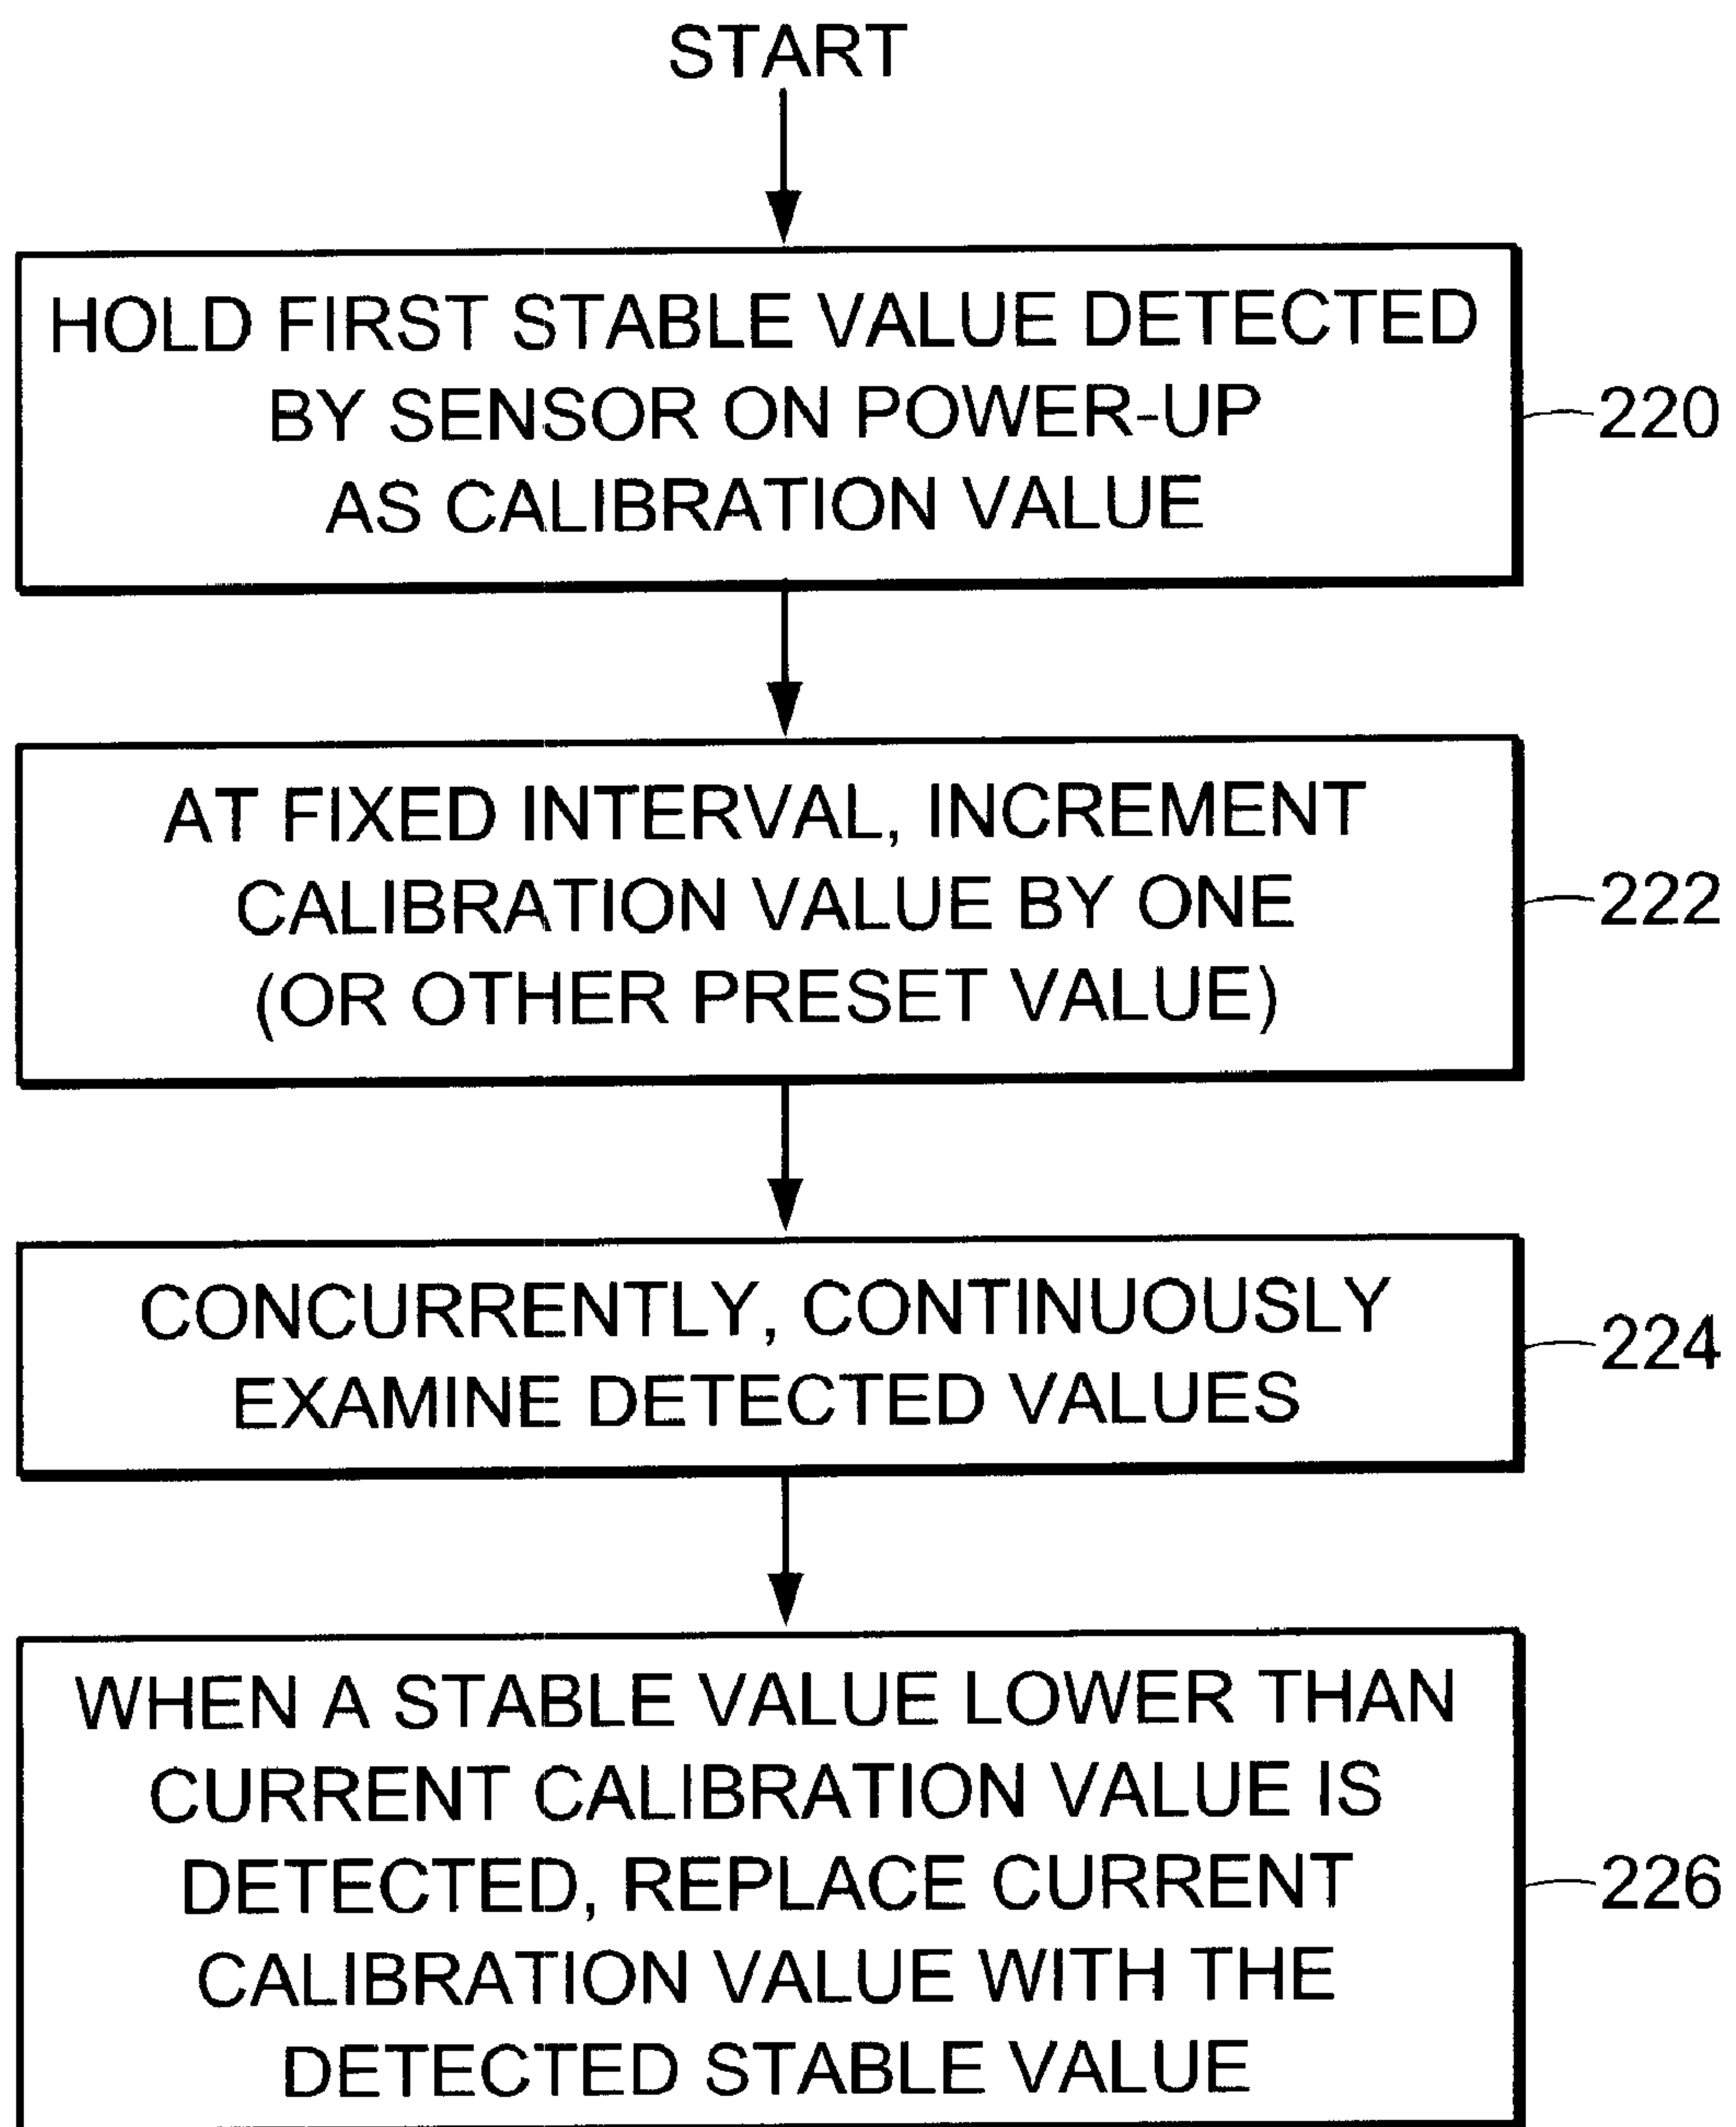 START
HOLD FIRST STABLE VALUE DETECTED
BY SENSOR ON POWER-UP
AS CALIBRATION VALUE
220
AT FIXED INTERVAL, INCREMENT
CALIBRATION VALUE BY ONE
(OR OTHER PRESET VALUE)
222
CONCURRENTLY, CONTINUOUSLY
EXAMINE DETECTED VALUES
224
WHEN A STABLE VALUE LOWER THAN
CURRENT CALIBRATION VALUE IS
DETECTED, REPLACE CURRENT
CALIBRATION VALUE WITH THE
DETECTED STABLE VALUE
226